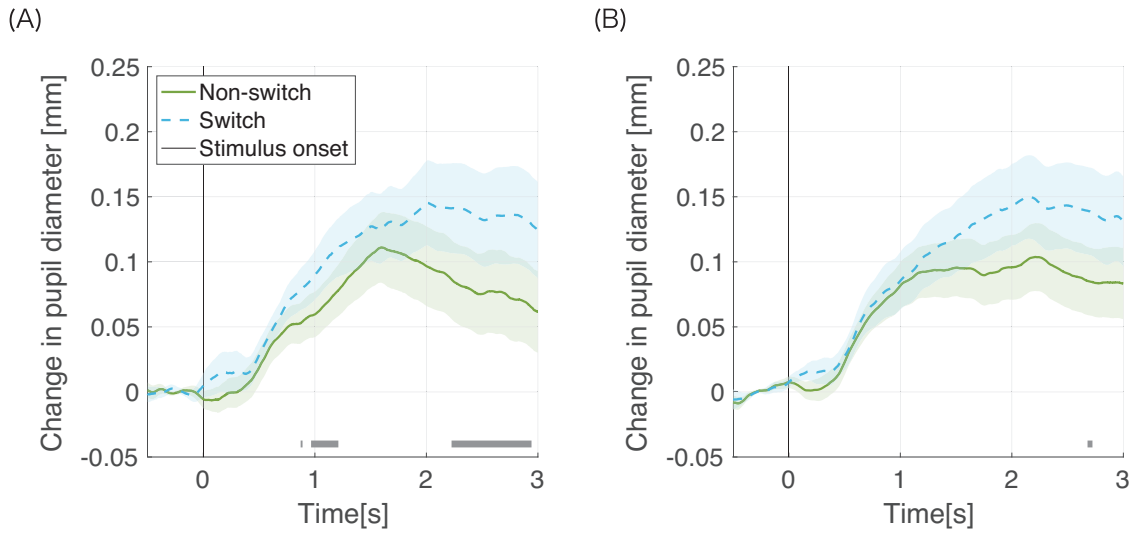 (A)
Change in pupil diameter [mm]
0.25
0.2
0.15
0.1
0.05
0
-0.05
Non-switch
Switch
Stimulus onset
0 1 2 3
Time[s]
(B)
Change in pupil diameter [mm]
0.25
0.2
0.15
0.1
0.05
0
-0.05
0 1 2 3
Time[s]